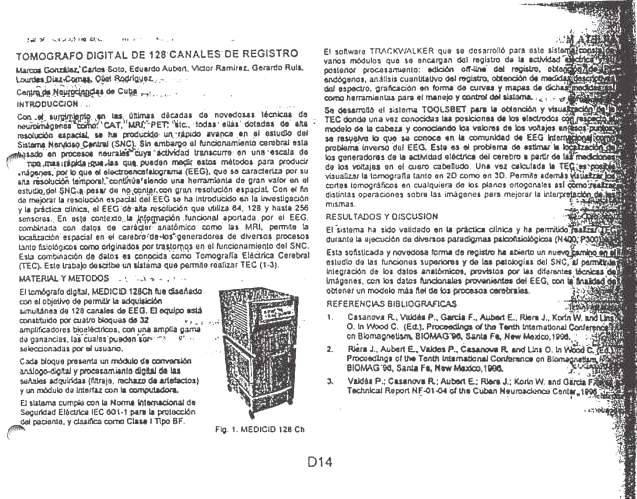 TOMOGRAFO DIGITAL DE 128 CANALES DE REGISTRO
Marcos González, Carlos Soto, Eduardo Aubert, Victor Ramirez, Gerardo Ruis,
Lourdes Díaz-Comas, Odet Rodríguez
Centro de Neurociencias de Cuba
INTRODUCCION
Con el surgimiento en las últimas décadas de novedosas técnicas de
neuroimágenes como: CAT, MRI, PET, etc., todas ellas dotadas de alta
resolución espacial, se ha producido un rápido avance en el estudio del
Sistema Nervioso Central (SNC). Sin embargo el funcionamiento cerebral esta
basado en procesos neurales cuya actividad transcurre en una escala de
tiempo mas rápida que las que pueden medir estos métodos para producir
imágenes, por lo que el electroencefalograma (EEG), que se caracteriza por su
alta resolución temporal, continúa siendo una herramienta de gran valor en el
estudio del SNC a pesar de no contar con gran resolución espacial. Con el fin
de mejorar la resolución espacial del EEG se ha introducido en la investigación
y la práctica clínica, el EEG de alta resolución que utiliza 64, 128 y hasta 256
sensores. En este contexto la información funcional aportada por el EEG,
combinada con datos de carácter anatómico como las MRI, permite la
localización espacial en el cerebro de los generadores de diversos procesos
tanto fisiológicos como originados por trastornos en el funcionamiento del SNC.
Esta combinación de datos es conocida como Tomografía Eléctrica Cerebral
(TEC). Este trabajo describe un sistema que permite realizar TEC (1-3).
MATERIAL Y METODOS
El tomógrafo digital, MEDICID 128Ch fue diseñado
con el objetivo de permitir la adquisición
simultánea de 128 canales de EEG. El equipo está
constituido por cuatro bloques de 32
amplificadores bioeléctricos, con una amplia gama
de ganancias, las cuales pueden ser
seleccionadas por el usuario.
Cada bloque presenta un módulo de conversión
análogo-digital y procesamiento digital de las
señales adquiridas (filtraje, rechazo de artefactos)
y un módulo de interfaz con la computadora.
El sistema cumple con la Norma Internacional de
Seguridad Eléctrica IEC 601-1 para la protección
del paciente, y clasifica como Clase I Tipo BF.
Fig. 1. MEDICID 128 Ch
El software TRACKWALKER que se desarrolló para este sistema consta de
varios módulos que se encargan del registro de la actividad eléctrica y
posterior procesamiento: edición off-line del registro, obtención de
endógenos, análisis cuantitativo del registro, obtención de medidas
del espectro, graficación en forma de curvas y mapas de dichas medidas
como herramientas para el manejo y control del sistema.
Se desarrolló el sistema TOOLSBET para la obtención y visualización de la
TEC donde una vez conocidas las posiciones de los electrodos con respecto
modelo de la cabeza y conociendo los valores de los voltajes en esos puntos
se resuelve lo que se conoce en la comunidad de EEG internacional como
problema inverso del EEG. Este es el problema de estimar la localización de
los generadores de la actividad eléctrica del cerebro a partir de las mediciones
de los voltajes en el cuero cabelludo. Una vez calculada la TEC es posible
visualizar la tomografía tanto en 2D como en 3D. Permite además visualizar
cortes tomográficos en cualquiera de los planos ortogonales así como realizar
distintas operaciones sobre las imágenes para mejorar la interpretación de las
mismas.
RESULTADOS Y DISCUSION
El sistema ha sido validado en la práctica clínica y ha permitido realizar TEC
durante la ejecución de diversos paradigmas psicofisiológicos (N400, P300
Esta sofisticada y novedosa forma de registro ha abierto un nuevo camino en el
estudio de las funciones superiores y de las patologías del SNC, al permitir la
integración de los datos anatómicos, provistos por las diferentes técnicas de
imágenes, con los datos funcionales provenientes del EEG, con la finalidad de
obtener un modelo más fiel de los procesos cerebrales.
REFERENCIAS BIBLIOGRAFICAS
1. Casanova R., Valdés P., Garcia F., Aubert E., Riera J., Korin W. and Lins
O. In Wood C. (Ed.), Proceedings of the Tenth International Conference
on Biomagnetism, BIOMAG'96, Santa Fe, New Mexico, 1996.
2. Riera J., Aubert E., Valdes P., Casanova R. and Lins O. In Wood C. (Ed.)
Proceedings of the Tenth International Conference on Biomagnetism,
BIOMAG'96, Santa Fe, New Mexico, 1996.
3. Valdés P.; Casanova R.; Aubert E.; Riera J.; Korin W. and Garcia F.
Technical Report NF-01-04 of the Cuban Neuroscience Center, 1996
D14